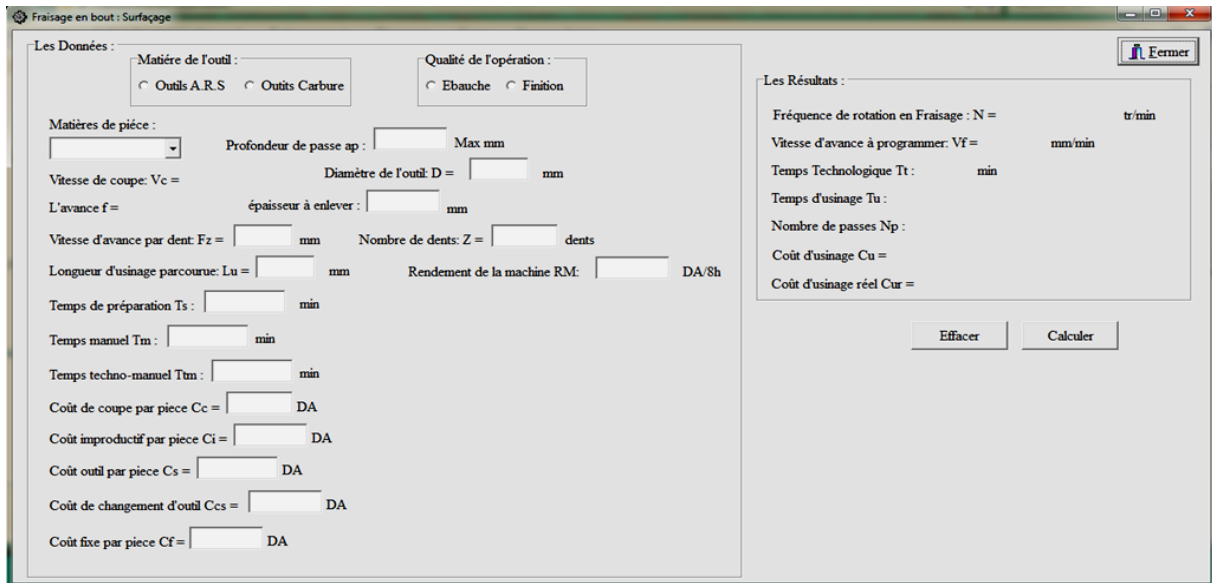 Fraisage en bout : Surfaçage
Fermer
Les Données :
Matiére de l'outil :
Outils A.R.S Outits Carbure
Qualité de l'opération :
Ebauche Finition
Matières de piéce :
Profondeur de passe ap : Max mm
Vitesse de coupe: Vc =
Diamètre de l'outil: D = mm
L'avance f =
épaisseur à enlever : mm
Vitesse d'avance par dent: Fz = mm Nombre de dents: Z = dents
Longueur d'usinage parcourue: Lu = mm Rendement de la machine RM: DA/8h
Temps de préparation Ts : min
Temps manuel Tm : min
Temps techno-manuel Ttm : min
Coût de coupe par piece Cc = DA
Coût improductif par piece Ci = DA
Coût outil par piece Cs = DA
Coût de changement d'outil Ccs = DA
Coût fixe par piece Cf = DA
Les Résultats :
Fréquence de rotation en Fraisage : N = tr/min
Vitesse d'avance à programmer: Vf = mm/min
Temps Technologique Tt : min
Temps d'usinage Tu :
Nombre de passes Np :
Coût d'usinage Cu =
Coût d'usinage réel Cur =
Effacer Calculer